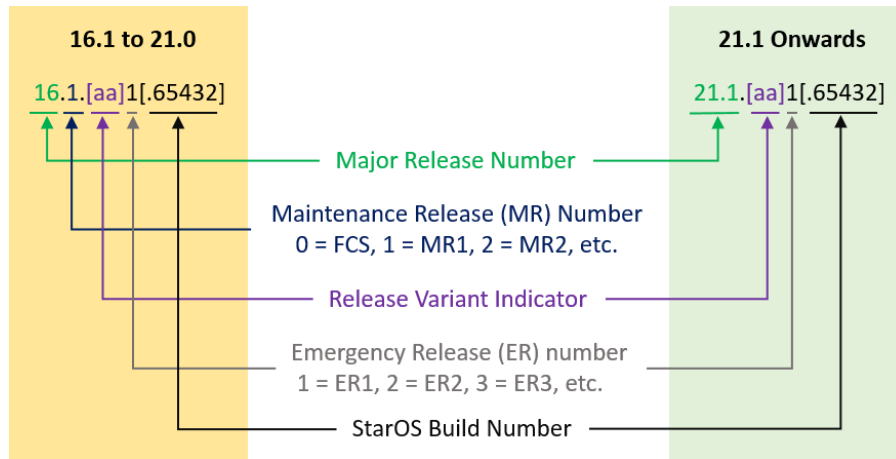 16.1 to 21.0
21.1 Onwards
16.1.[aa]1[.65432]
21.1.[aa]1[.65432]
Major Release Number
Maintenance Release (MR) Number
0 = FCS, 1 = MR1, 2 = MR2, etc.
Release Variant Indicator
Emergency Release (ER) number
1 = ER1, 2 = ER2, 3 = ER3, etc.
StarOS Build Number